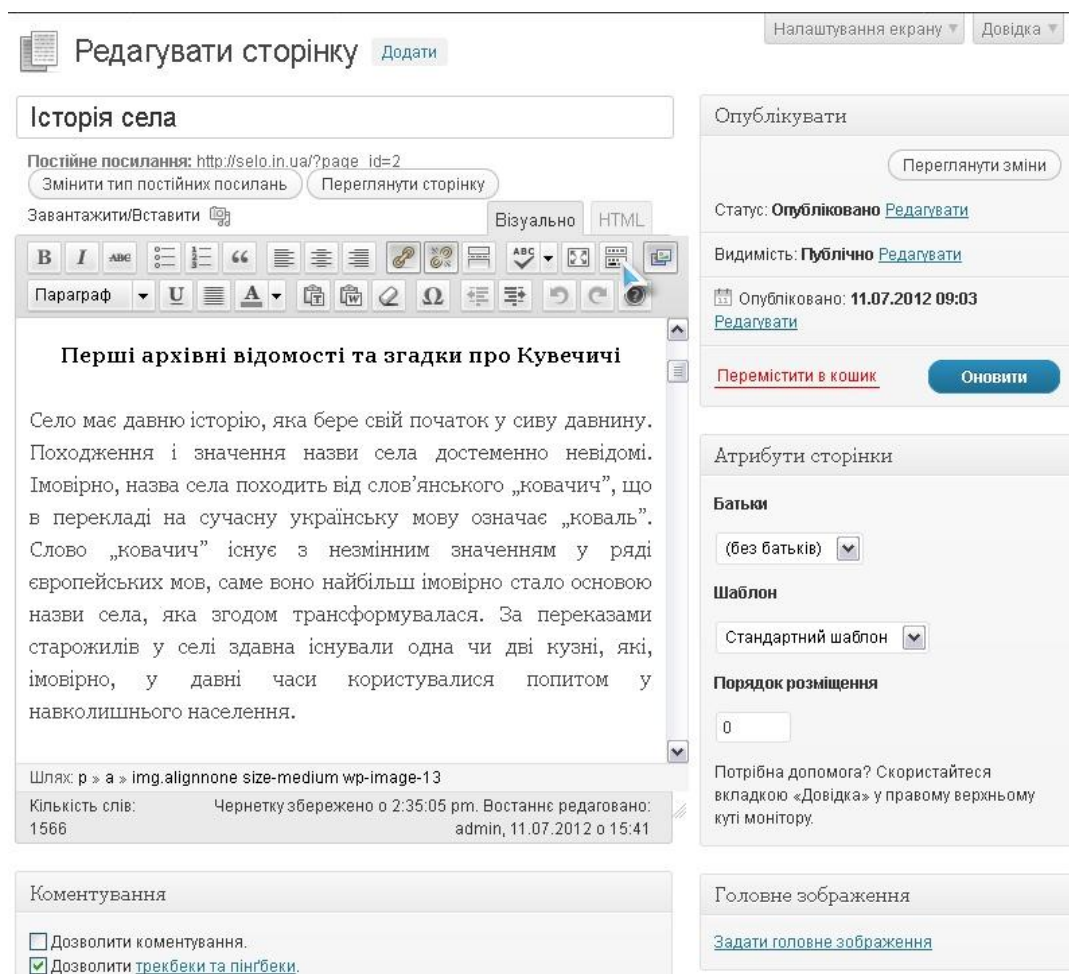 Налаштування екрану
Довідка
Редагувати сторінку
Додати
Історія села
Постійне посилання: http://selo.in.ua/?page_id=2
Змінити тип постійних посилань
Переглянути сторінку
Завантажити/Вставити
Візуально
HTML
B I ABC ABC
Параграф U A T W Ω
Перші архівні відомості та згадки про Кувечичі
Село має давню історію, яка бере свій початок у сиву давнину.
Походження і значення назви села достеменно невідомі.
Імовірно, назва села походить від слов’янського „ковачич”, що
в перекладі на сучасну українську мову означає „коваль”.
Слово „ковачич” існує з незмінним значенням у ряді
європейських мов, саме воно найбільш імовірно стало основою
назви села, яка згодом трансформувалася. За переказами
старожилів у селі здавна існували одна чи дві кузні, які,
імовірно, у давні часи користувалися попитом у
навколишнього населення.
Шлях: p » a » img.alignnone size-medium wp-image-13
Кількість слів:
1566
Чернетку збережено о 2:35:05 pm. Востаннє редаговано:
admin, 11.07.2012 о 15:41
Коментування
Дозволити коментування.
Дозволити трекбеки та пінґбеки.
Опублікувати
Переглянути зміни
Статус: Опубліковано Редагувати
Видимість: Публічно Редагувати
Опубліковано: 11.07.2012 09:03
Редагувати
Перемістити в кошик
Оновити
Атрибути сторінки
Батьки
(без батьків)
Шаблон
Стандартний шаблон
Порядок розміщення
0
Потрібна допомога? Скористайтеся
вкладкою «Довідка» у правому верхньому
куті монітору.
Головне зображення
Задати головне зображення